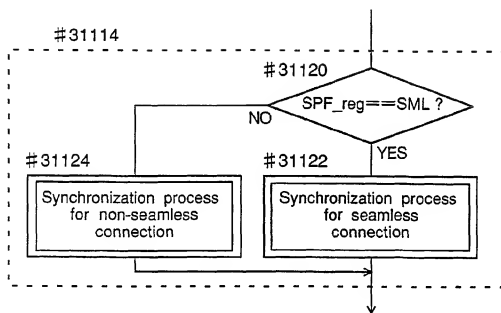 #31114
#31120
SPF_reg==SML ?
NO
YES
#31124
#31122
Synchronization process
for non-seamless
connection
Synchronization process
for seamless
connection